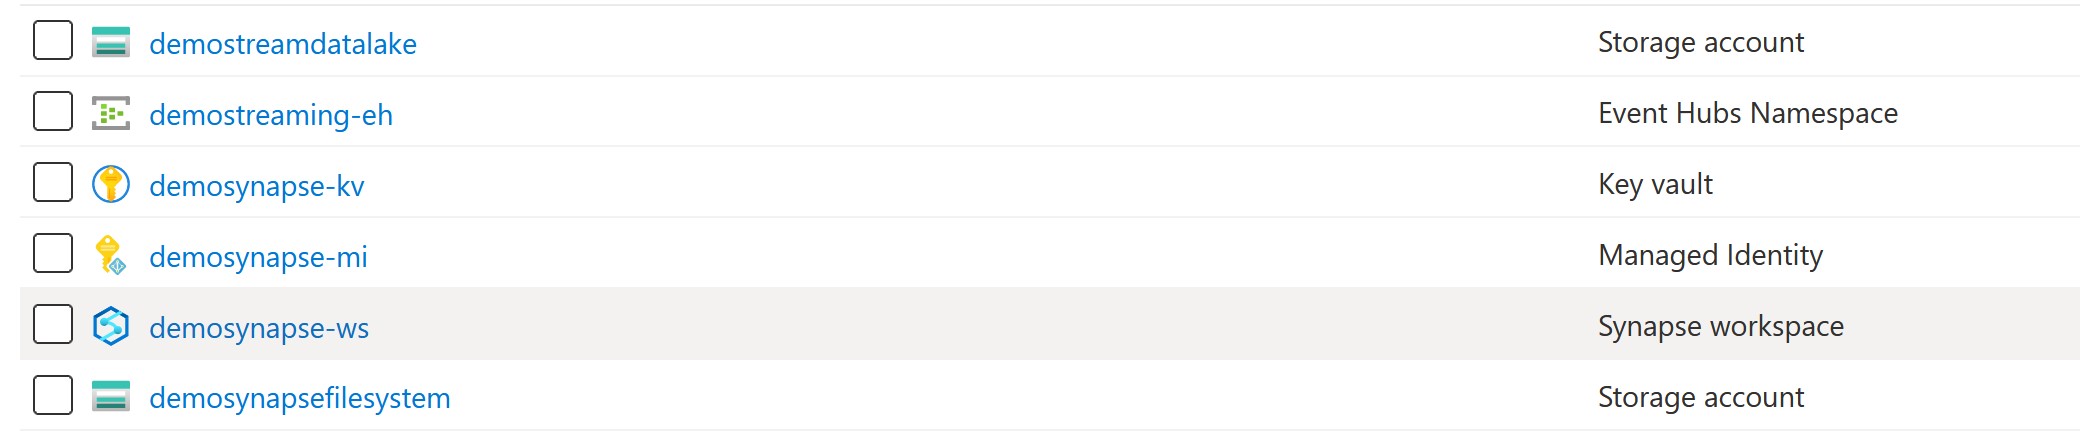 demostreamdatalake Storage account
demostreaming-eh Event Hubs Namespace
demosynapse-kv Key vault
demosynapse-mi Managed Identity
demosynapse-ws Synapse workspace
demosynapsefilesystem Storage account